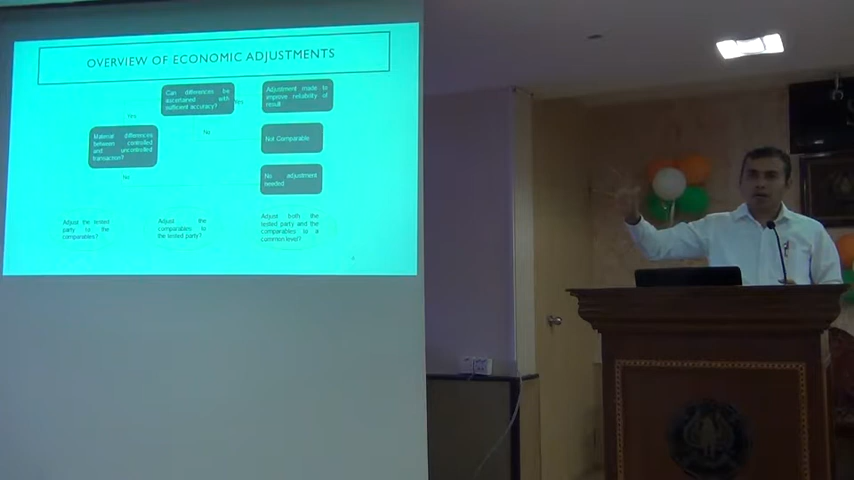 OVERVIEW OF ECONOMIC ADJUSTMENTS
Can differences be
ascertained with
sufficient accuracy?
Yes
Adjustment made to
improve reliability of
result
Yes
No
Material differences
between controlled
and uncontrolled
transaction?
Not Comparable
No
No adjustment
needed
Adjust the tested
party to the
comparables?
Adjust the
comparables to
the tested party?
Adjust both the
tested party and the
comparables to a
common level?